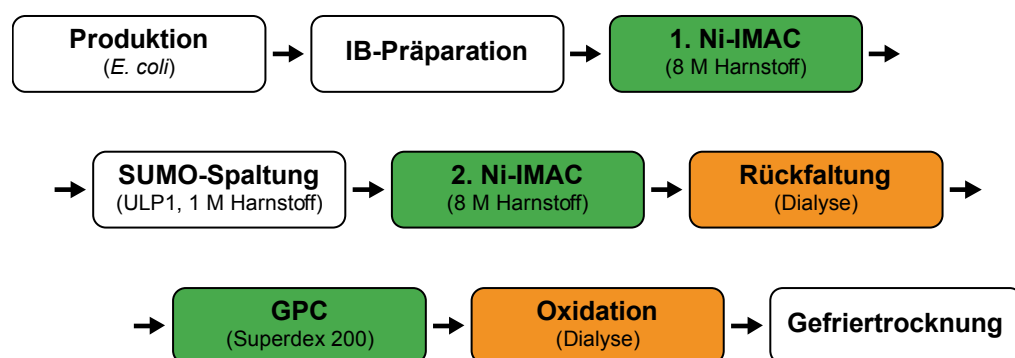 Produktion
(E. coli)
IB-Präparation
1. Ni-IMAC
(8 M Harnstoff)
SUMO-Spaltung
(ULP1, 1 M Harnstoff)
2. Ni-IMAC
(8 M Harnstoff)
Rückfaltung
(Dialyse)
GPC
(Superdex 200)
Oxidation
(Dialyse)
Gefriertrocknung